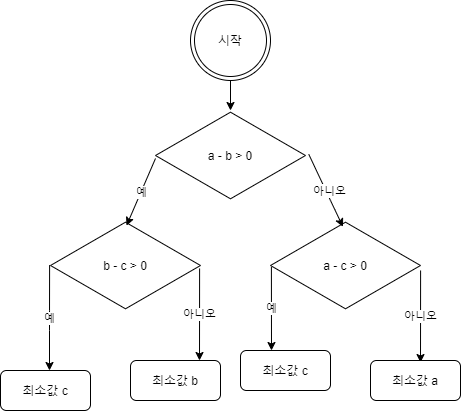 시작
a - b > 0
예
아니오
b - c > 0
a - c > 0
예
아니오
예
아니오
최소값 c
최소값 b
최소값 c
최소값 a